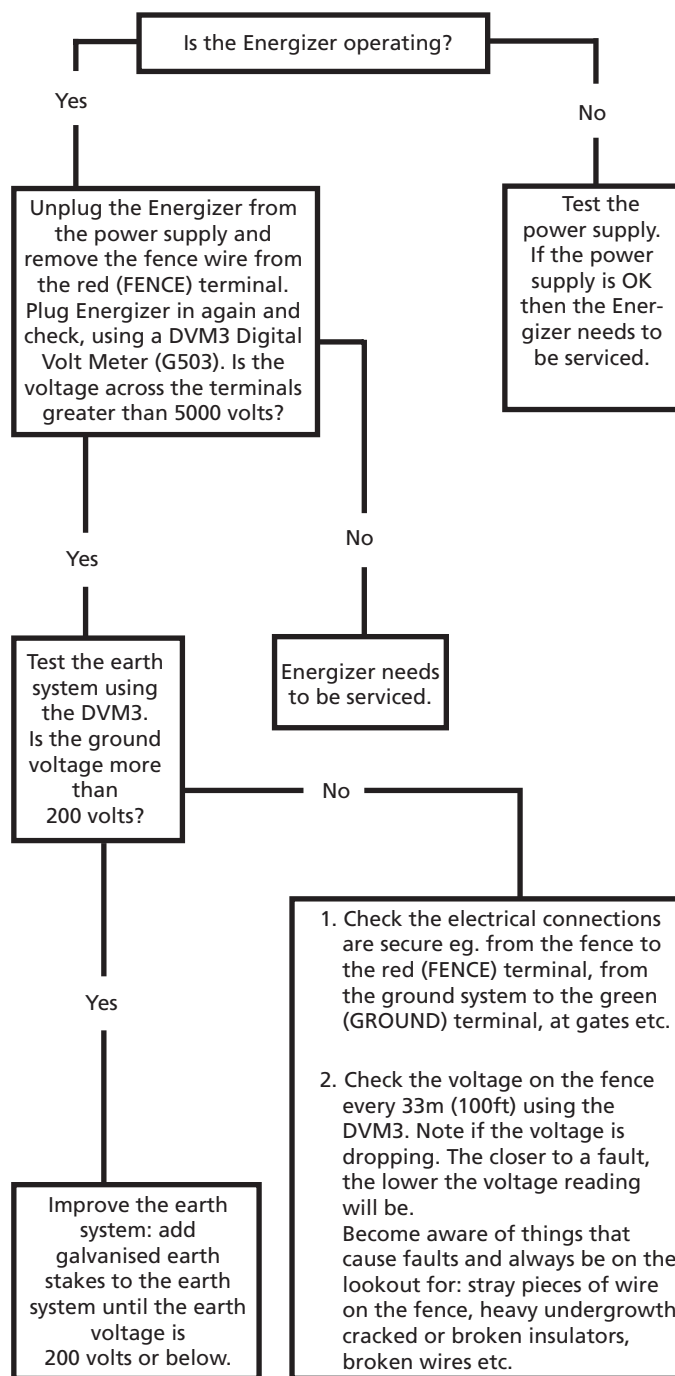 Is the Energizer operating?
Yes
No
Unplug the Energizer from
the power supply and
remove the fence wire from
the red (FENCE) terminal.
Plug Energizer in again and
check, using a DVM3 Digital
Volt Meter (G503). Is the
voltage across the terminals
greater than 5000 volts?
Test the
power supply.
If the power
supply is OK
then the Ener-
gizer needs to
be serviced.
Yes
No
Test the earth
system using
the DVM3.
Is the ground
voltage more
than
200 volts?
Energizer needs
to be serviced.
No
Yes
1. Check the electrical connections
are secure eg. from the fence to
the red (FENCE) terminal, from
the ground system to the green
(GROUND) terminal, at gates etc.
2. Check the voltage on the fence
every 33m (100ft) using the
DVM3. Note if the voltage is
dropping. The closer to a fault,
the lower the voltage reading
will be.
Become aware of things that
cause faults and always be on the
lookout for: stray pieces of wire
on the fence, heavy undergrowth
cracked or broken insulators,
broken wires etc.
Improve the earth
system: add
galvanised earth
stakes to the earth
system until the earth
voltage is
200 volts or below.